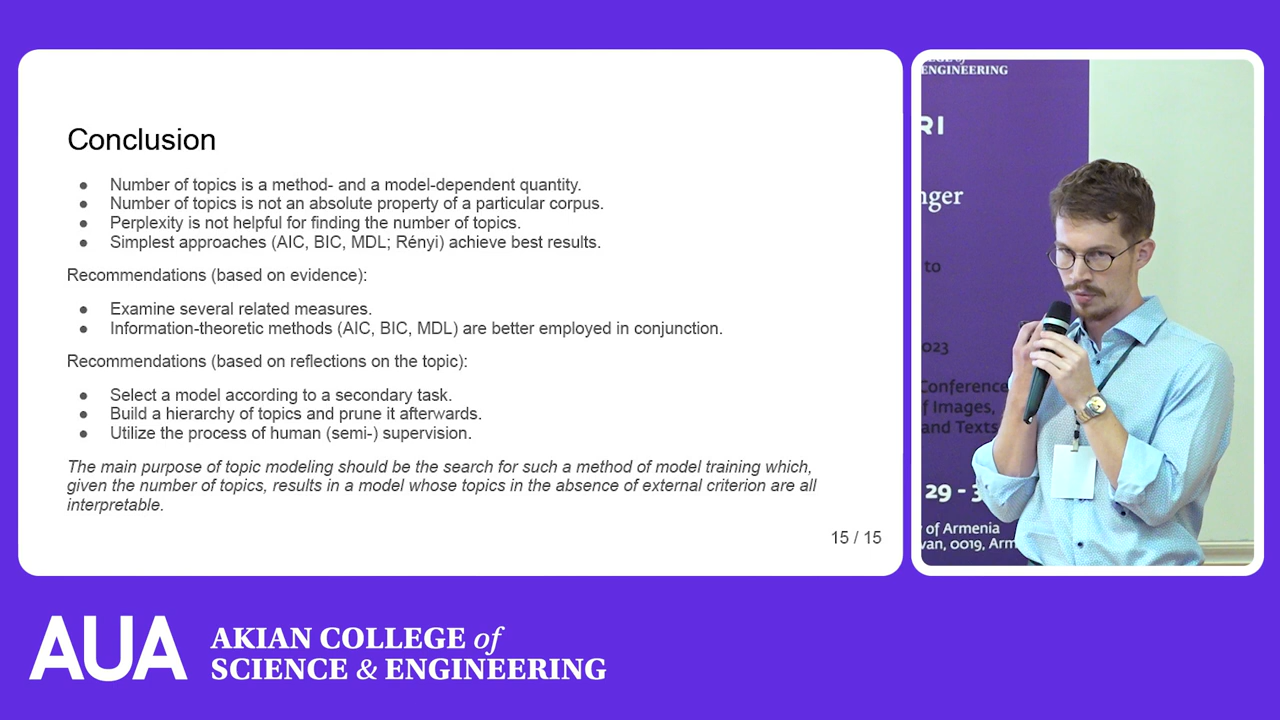 Conclusion
● Number of topics is a method- and a model-dependent quantity.
● Number of topics is not an absolute property of a particular corpus.
● Perplexity is not helpful for finding the number of topics.
● Simplest approaches (AIC, BIC, MDL; Rényi) achieve best results.
Recommendations (based on evidence):
● Examine several related measures.
● Information-theoretic methods (AIC, BIC, MDL) are better employed in conjunction.
Recommendations (based on reflections on the topic):
● Select a model according to a secondary task.
● Build a hierarchy of topics and prune it afterwards.
● Utilize the process of human (semi-) supervision.
The main purpose of topic modeling should be the search for such a method of model training which,
given the number of topics, results in a model whose topics in the absence of external criterion are all
interpretable.
15 / 15
ENGINEERING
RI
nger
to
023
Conference
f Images,
and Texts
29 - 3
y of Armenia
van, 0019, Arm
AUA
AKIAN COLLEGE of
SCIENCE & ENGINEERING